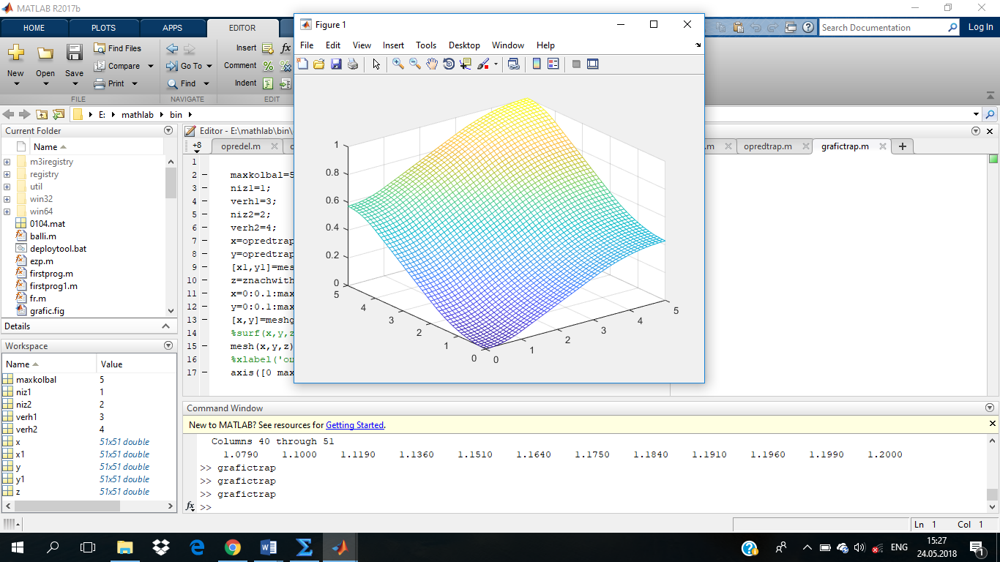 MATLAB R2017b
HOME PLOTS APPS EDITOR
Search Documentation Log In
New Open Save
Find Files
Compare
Print
Go To
Find
Insert fx
Comment
Indent
FILE NAVIGATE EDIT
E: mathlab bin
Current Folder
Name
m3iregistry
registry
util
win32
win64
0104.mat
balli.m
deploytool.bat
ezp.m
firstprog.m
firstprog1.m
fr.m
grafic.fig
Details
Workspace
Name Value
maxkolbal 5
niz1 1
niz2 2
verh1 3
verh2 4
x 51x51 double
x1 51x51 double
y 51x51 double
y1 51x51 double
z 51x51 double
Editor - E:\mathlab\bin\
+8 opredel.m .m opredtrap.m grafictrap.m
1
2 maxkolbal=5
3 niz1=1;
4 verh1=3;
5 niz2=2;
6 verh2=4;
7 x=opredtrap
8 y=opredtrap
9 [x1,y1]=mes
10 z=znachwith
11 x=0:0.1:max
12 y=0:0.1:max
13 [x,y]=meshg
14 %surf(x,y,z
15 mesh(x,y,z)
16 %xlabel('on
17 axis([0 max
Figure 1
File Edit View Insert Tools Desktop Window Help
1
0.8
0.6
0.4
0.2
0
5
4
3
2
1
0
0
1
2
3
4
5
Command Window
New to MATLAB? See resources for Getting Started.
Columns 40 through 51
1.0790 1.1000 1.1190 1.1360 1.1510 1.1640 1.1750 1.1840 1.1910 1.1960 1.1990 1.2000
>> grafictrap
>> grafictrap
>> grafictrap
fx >>
Ln 1 Col 1
ENG
15:27
24.05.2018
1